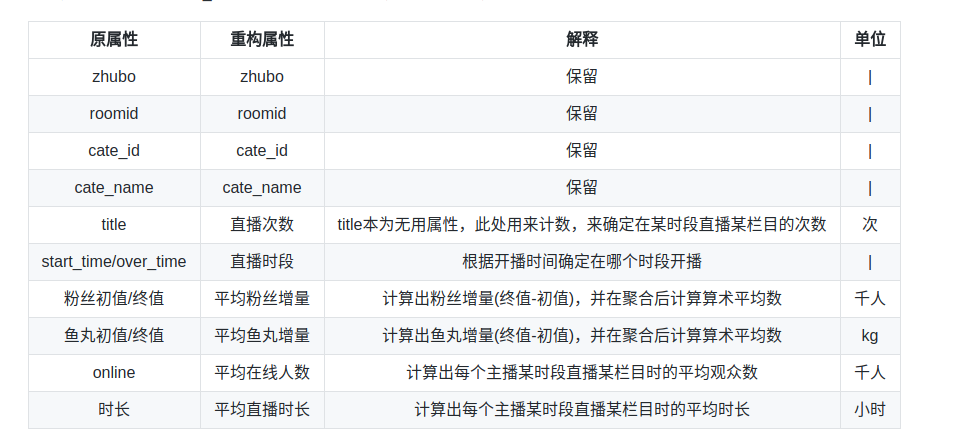 原属性 重构属性 解释 单位
zhubo zhubo 保留 |
roomid roomid 保留 |
cate_id cate_id 保留 |
cate_name cate_name 保留 |
title 直播次数 title本为无用属性，此处用来计数，来确定在某时段直播某栏目的次数 次
start_time/over_time 直播时段 根据开播时间确定在哪个时段开播 |
粉丝初值/终值 平均粉丝增量 计算出粉丝增量(终值-初值)，并在聚合后计算算术平均数 千人
鱼丸初值/终值 平均鱼丸增量 计算出鱼丸增量(终值-初值)，并在聚合后计算算术平均数 kg
online 平均在线人数 计算出每个主播某时段直播某栏目时的平均观众数 千人
时长 平均直播时长 计算出每个主播某时段直播某栏目时的平均时长 小时